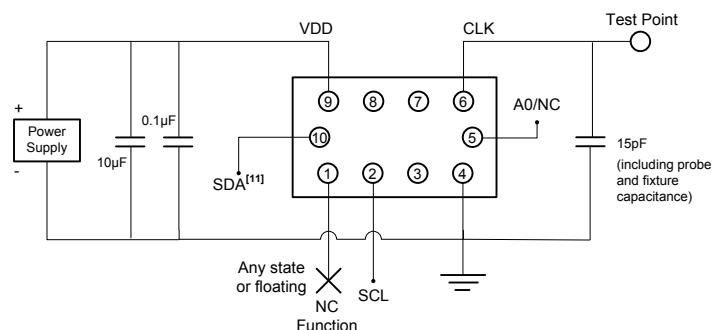 Test Point
VDD
CLK
9
8
7
6
A0/NC
+
0.1µF
Power
Supply
10
5
15pF
10µF
(including probe
and fixture
capacitance)
-
SDA[11]
1
2
3
4
Any state
or floating
NC
Function
SCL